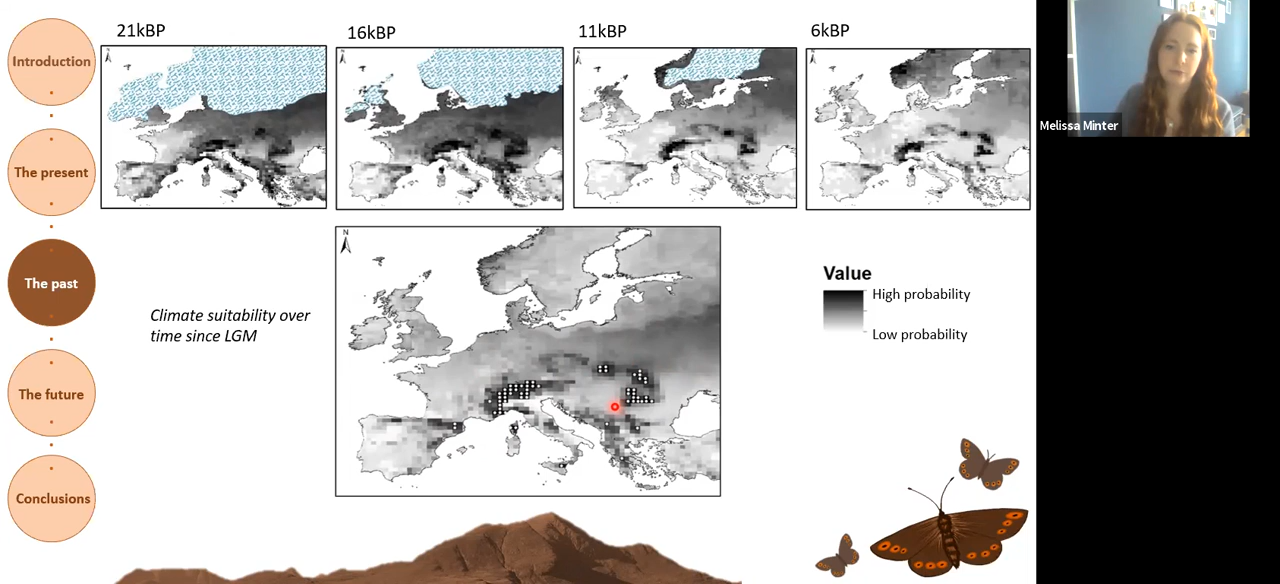 Introduction
The present
The past
The future
Conclusions
21kBP
16kBP
11kBP
6kBP
N
N
N
N
N
Climate suitability over
time since LGM
Value
High probability
Low probability
Melissa Minter